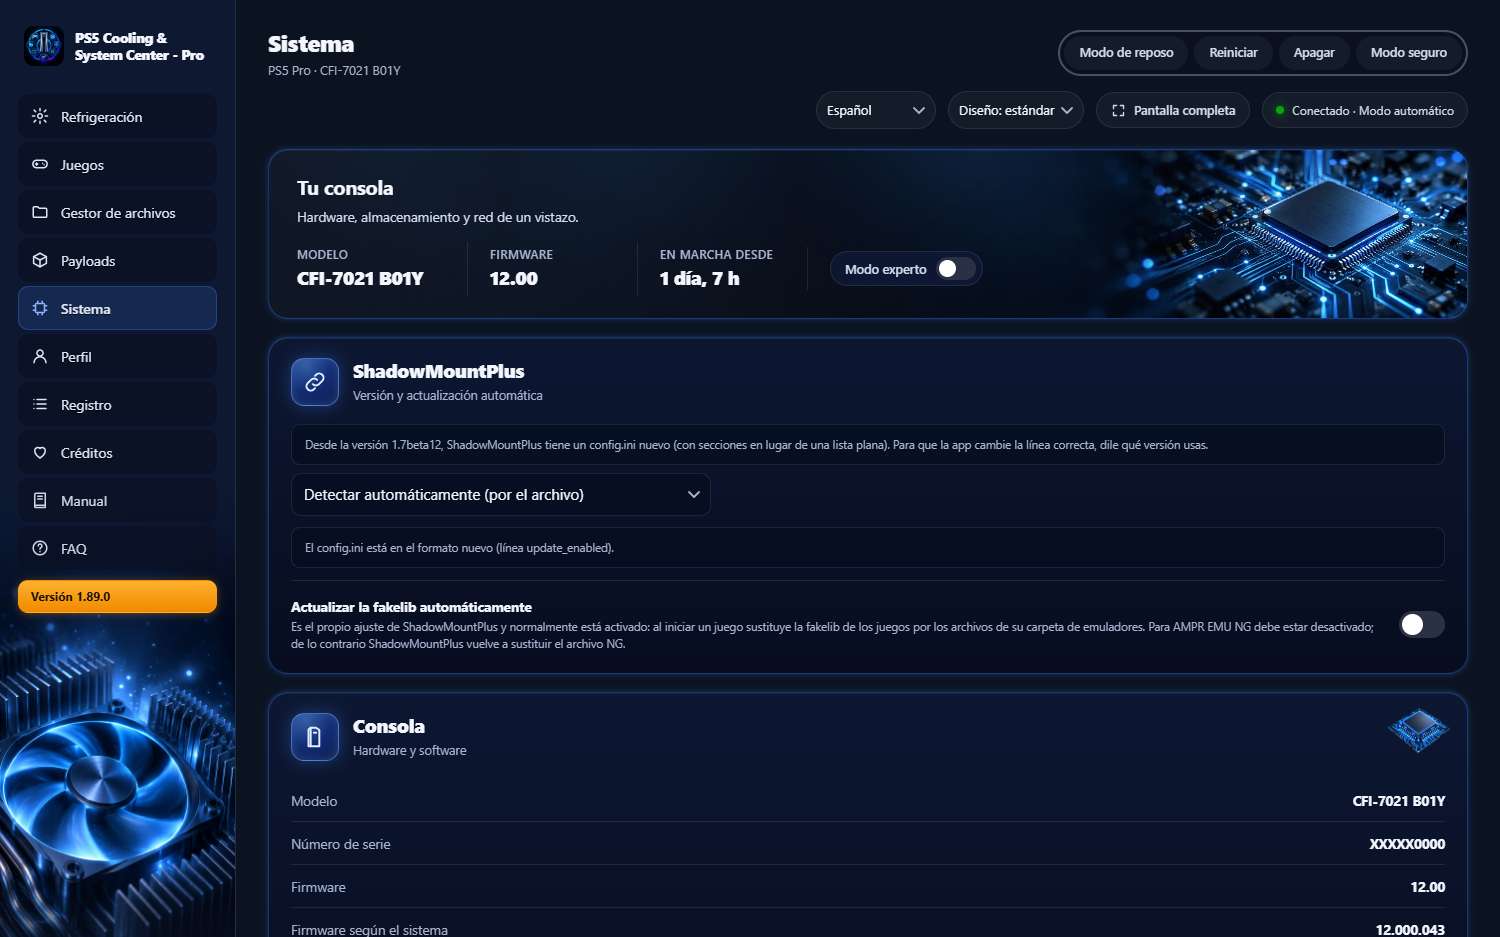 PS5 Cooling &
System Center - Pro
Refrigeración
Juegos
Gestor de archivos
Payloads
Sistema
Perfil
Registro
Créditos
Manual
FAQ
Versión 1.89.0
Sistema
PS5 Pro · CFI-7021 B01Y
Modo de reposo
Reiniciar
Apagar
Modo seguro
Español
Diseño: estándar
Pantalla completa
Conectado · Modo automático
Tu consola
Hardware, almacenamiento y red de un vistazo.
MODELO
CFI-7021 B01Y
FIRMWARE
12.00
EN MARCHA DESDE
1 día, 7 h
Modo experto
ShadowMountPlus
Versión y actualización automática
Desde la versión 1.7beta12, ShadowMountPlus tiene un config.ini nuevo (con secciones en lugar de una lista plana). Para que la app cambie la línea correcta, dile qué versión usas.
Detectar automáticamente (por el archivo)
El config.ini está en el formato nuevo (línea update_enabled).
Actualizar la fakelib automáticamente
Es el propio ajuste de ShadowMountPlus y normalmente está activado: al iniciar un juego sustituye la fakelib de los juegos por los archivos de su carpeta de emuladores. Para AMPR EMU NG debe estar desactivado;
de lo contrario ShadowMountPlus vuelve a sustituir el archivo NG.
Consola
Hardware y software
Modelo
CFI-7021 B01Y
Número de serie
XXXXX0000
Firmware
12.00
Firmware según el sistema
12.000.043